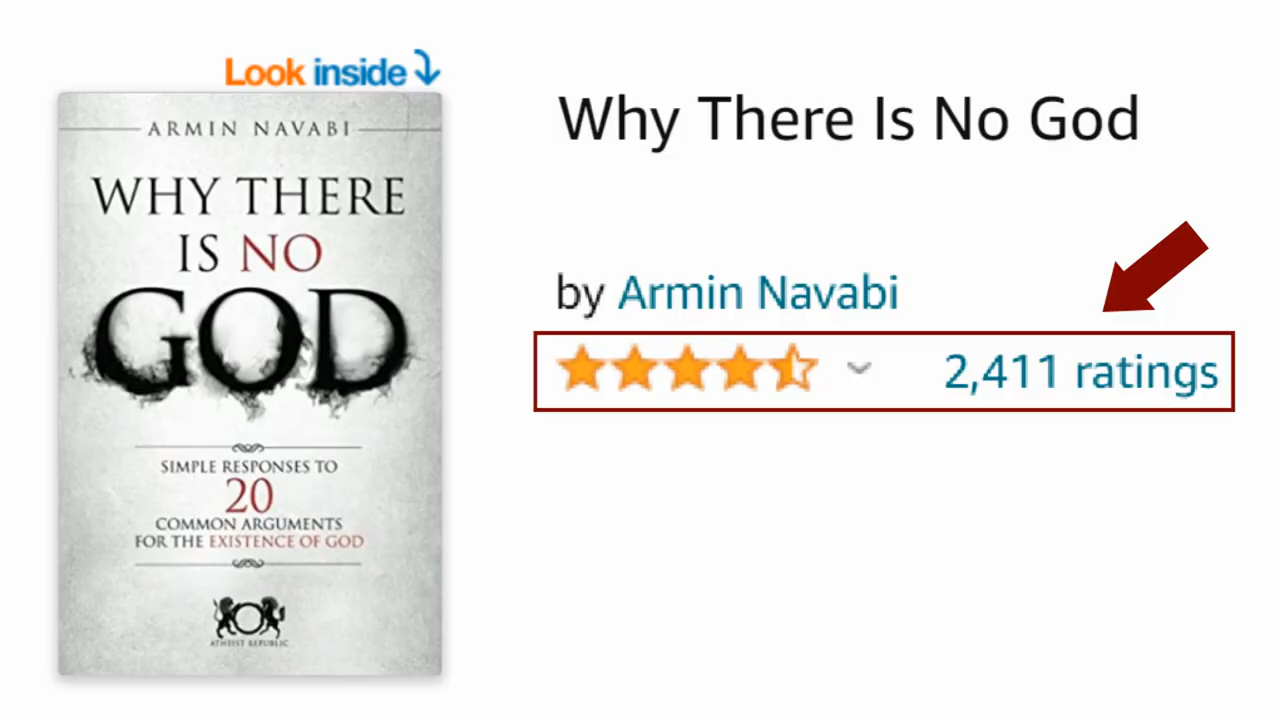 Look inside
ARMIN NAVABI
WHY THERE
IS NO
GOD
SIMPLE RESPONSES TO
20
COMMON ARGUMENTS
FOR THE EXISTENCE OF GOD
ATHEIST REPUBLIC
Why There Is No God
by Armin Navabi
2,411 ratings